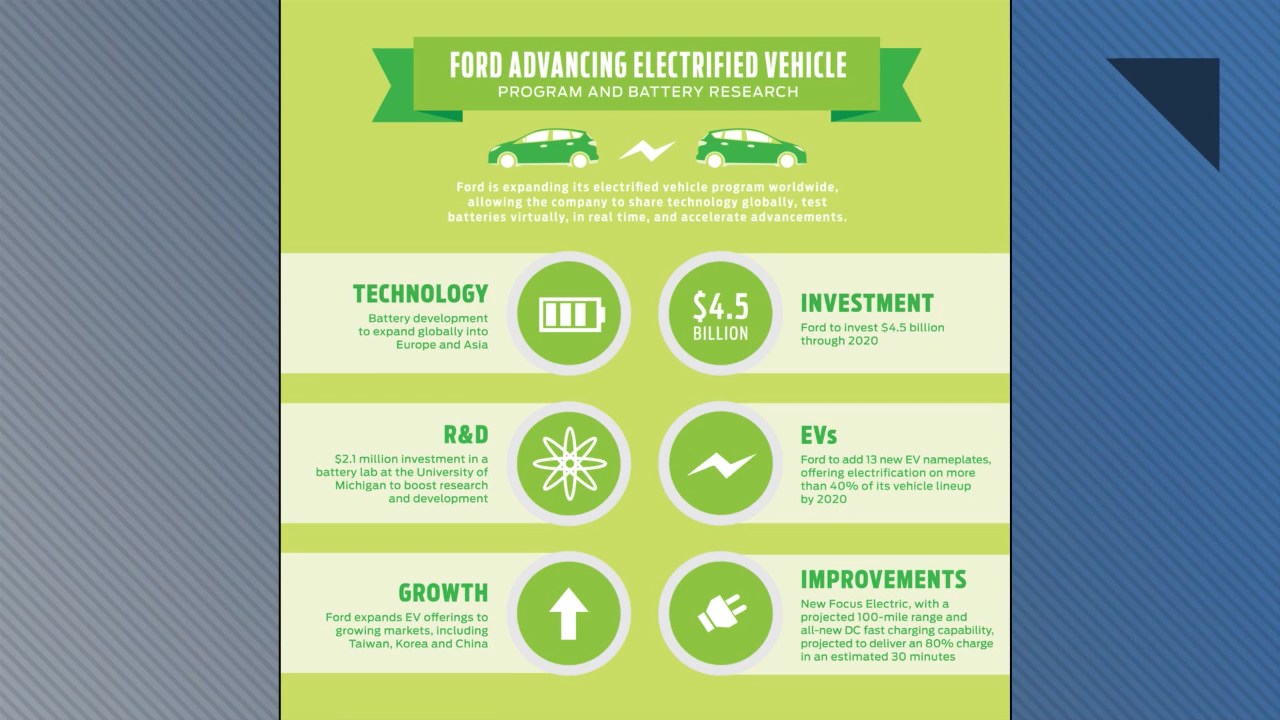 FORD ADVANCING ELECTRIFIED VEHICLE
PROGRAM AND BATTERY RESEARCH
Ford is expanding its electrified vehicle program worldwide,
allowing the company to share technology globally, test
batteries virtually, in real time, and accelerate advancements.
TECHNOLOGY
Battery development
to expand globally into
Europe and Asia
$4.5
BILLION
INVESTMENT
Ford to invest $4.5 billion
through 2020
R&D
$2.1 million investment in a
battery lab at the University of
Michigan to boost research
and development
EVs
Ford to add 13 new EV nameplates,
offering electrification on more
than 40% of its vehicle lineup
by 2020
GROWTH
Ford expands EV offerings to
growing markets, including
Taiwan, Korea and China
IMPROVEMENTS
New Focus Electric, with a
projected 100-mile range and
all-new DC fast charging capability,
projected to deliver an 80% charge
in an estimated 30 minutes